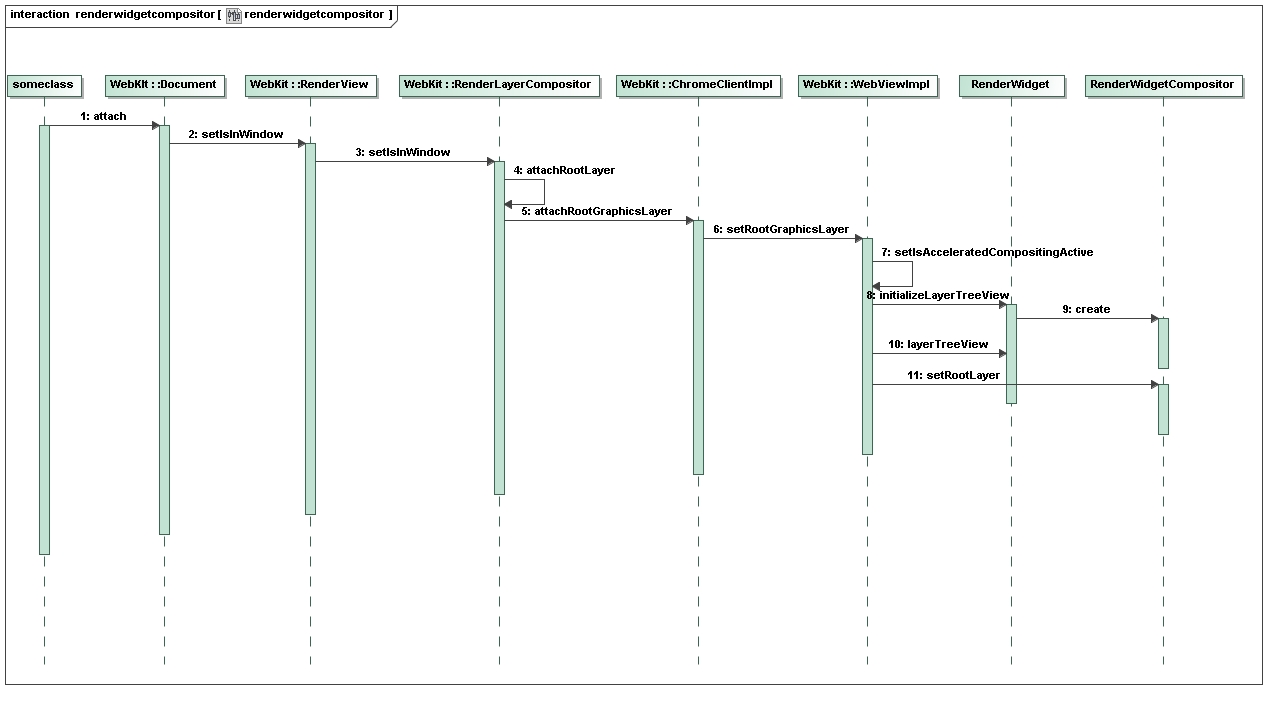 interaction renderwidgetcompositor [ renderwidgetcompositor ]
someclass
WebKIt : :Document
WebKit : :RenderView
WebKit : :RenderLayerCompositor
WebKit : :ChromeClientImpl
WebKit : :WebViewImpl
RenderWidget
RenderWidgetCompositor
1: attach
2: setIsInWindow
3: setIsInWindow
4: attachRootLayer
5: attachRootGraphicsLayer
6: setRootGraphicsLayer
7: setIsAcceleratedCompositingActive
8: initializeLayerTreeView
9: create
10: layerTreeView
11: setRootLayer